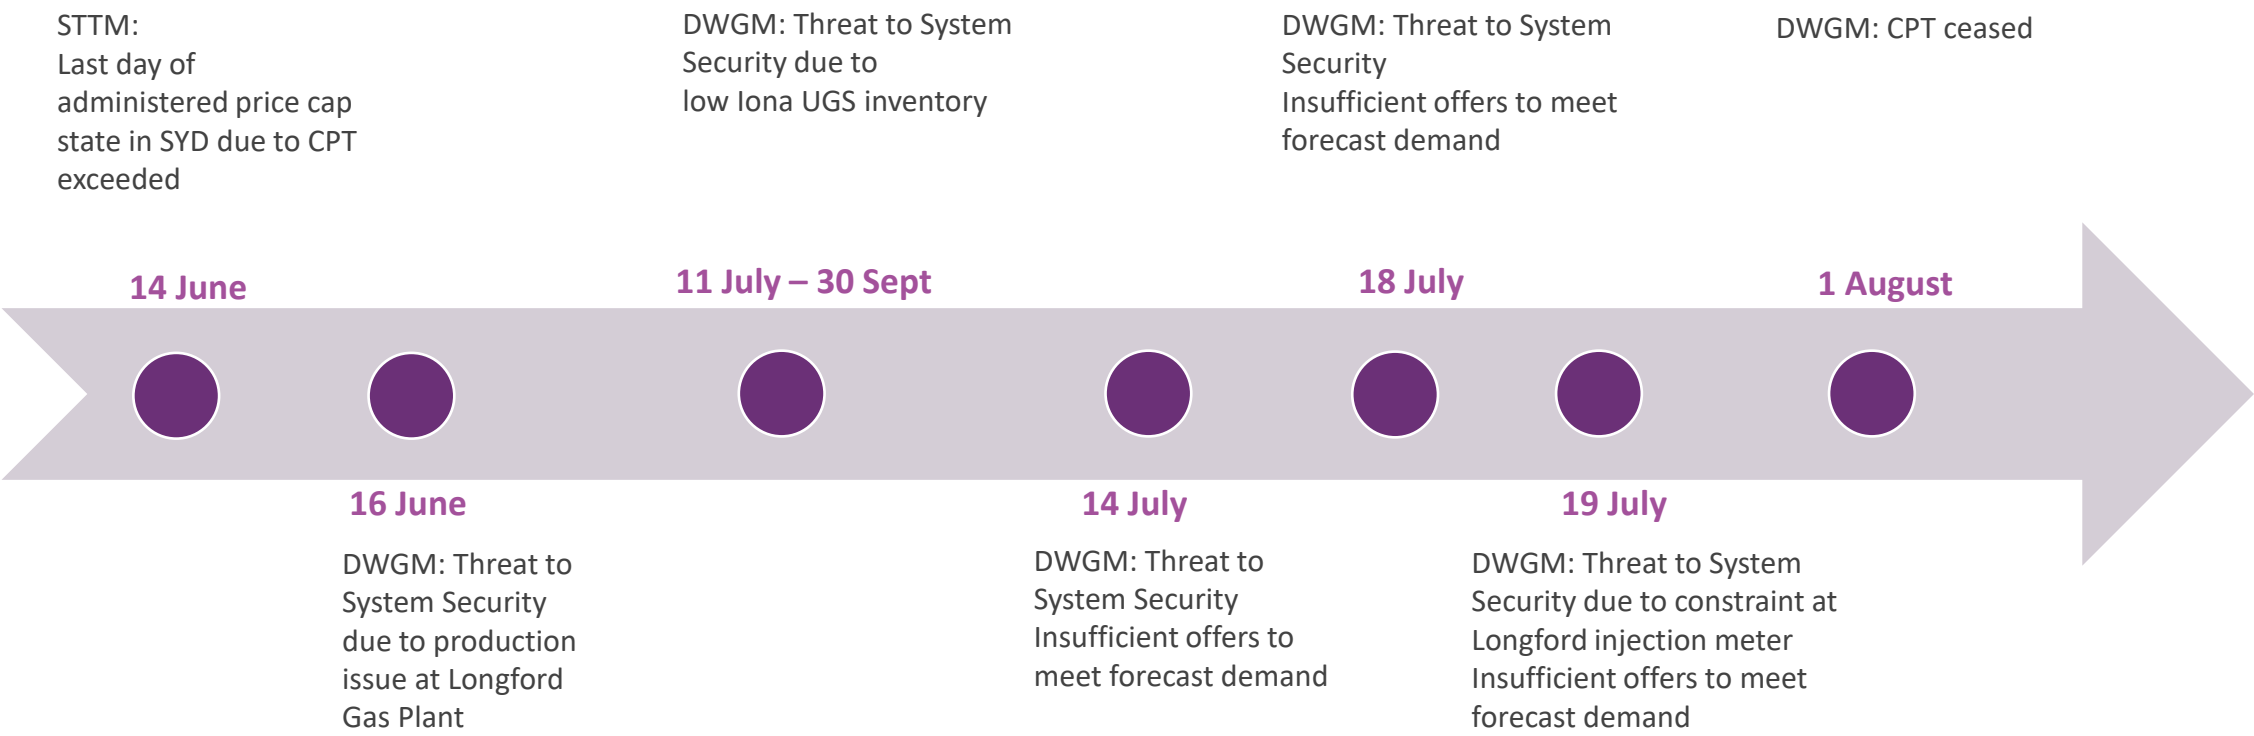 STTM:
Last day of
administered price cap
state in SYD due to CPT
exceeded
14 June
16 June
DWGM: Threat to
System Security
due to production
issue at Longford
Gas Plant
DWGM: Threat to System
Security due to
low Iona UGS inventory
11 July – 30 Sept
14 July
DWGM: Threat to
System Security
Insufficient offers to
meet forecast demand
DWGM: Threat to System
Security
Insufficient offers to meet
forecast demand
18 July
19 July
DWGM: Threat to System
Security due to constraint at
Longford injection meter
Insufficient offers to meet
forecast demand
DWGM: CPT ceased
1 August